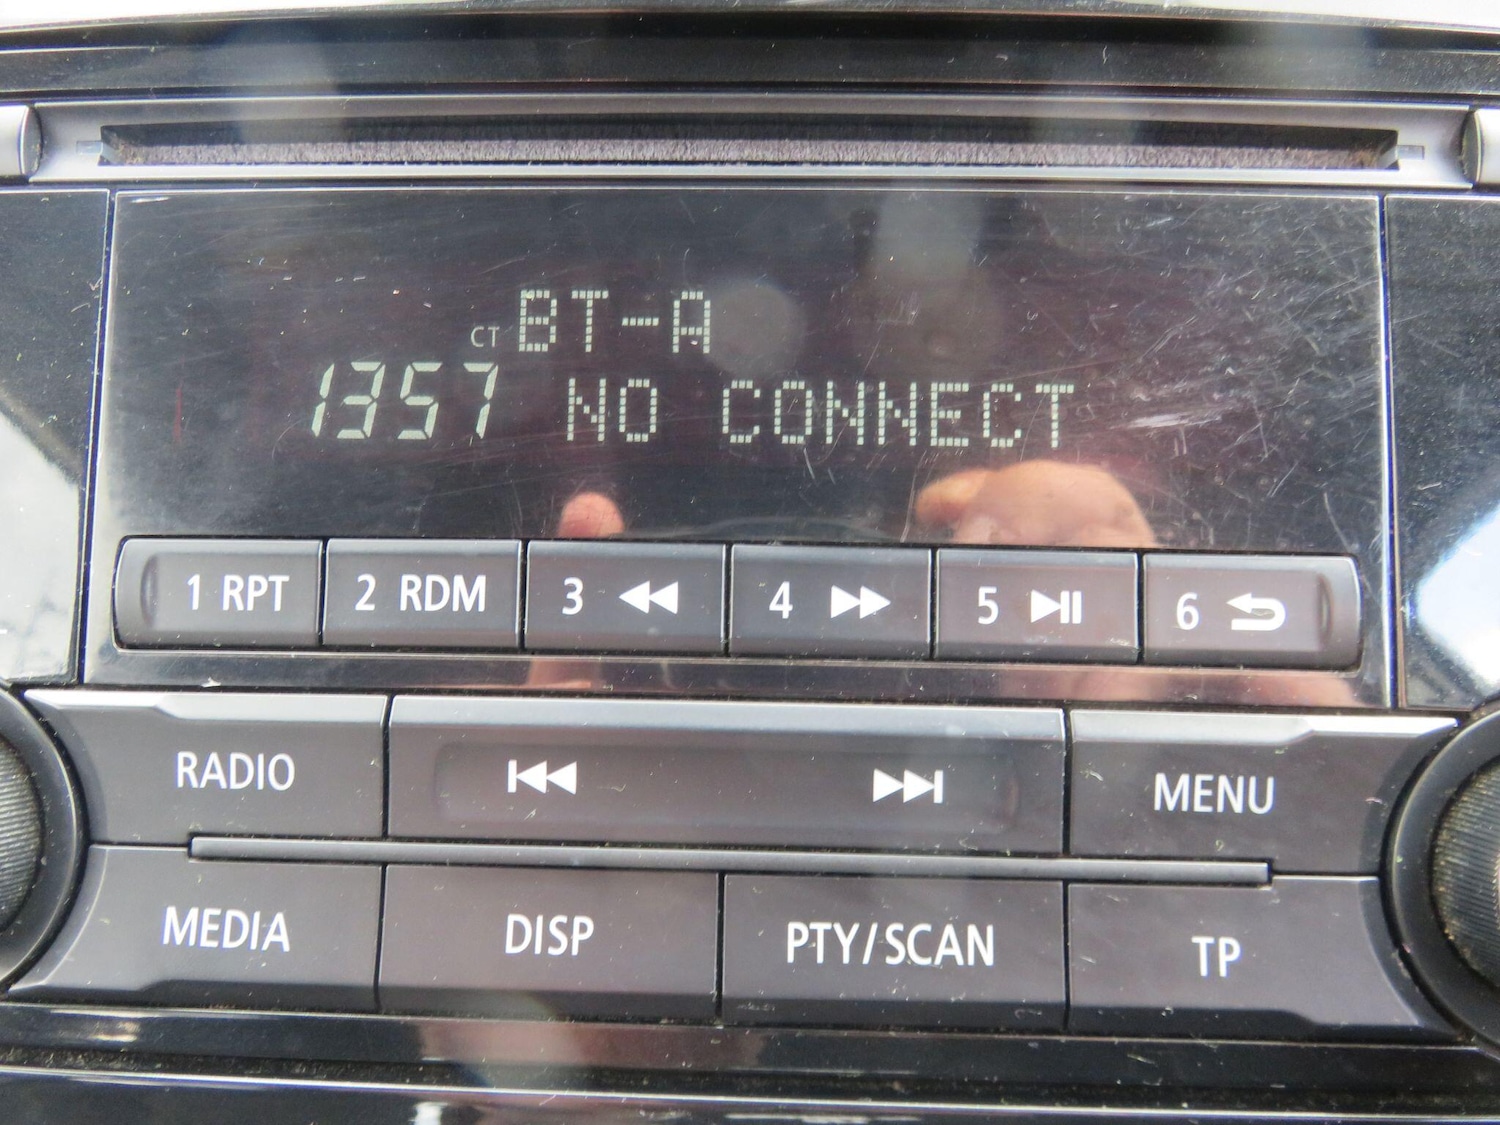 CT BT-A
1357 NO CONNECT
1 RPT 2 RDM 3 4 5 6
RADIO MENU
MEDIA DISP PTY/SCAN TP